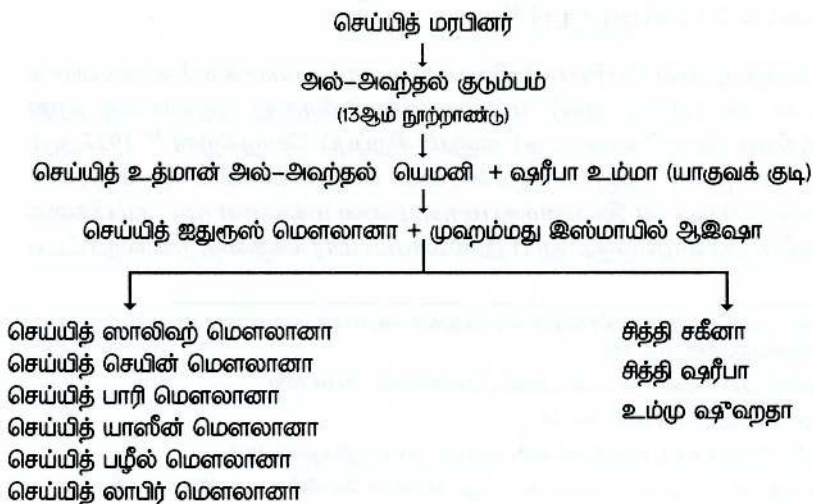 செய்யித் மரபினர்
அல்-அஹ்தல் குடும்பம்
(13ஆம் நூற்றாண்டு)
செய்யித் உத்மான் அல்-அஹ்தல் யெமனி + ஷரீபா உம்மா (யாகுவக் குடி)
செய்யித் ஐதுரூஸ் மௌலானா + முஹம்மது இஸ்மாயில் ஆஇஷா
செய்யித் ஸாலிஹ் மௌலானா
செய்யித் செயின் மௌலானா
செய்யித் பாரி மௌலானா
செய்யித் யாஸீன் மௌலானா
செய்யித் பழீல் மௌலானா
செய்யித் லாபிர் மௌலானா
சித்தி சகீனா
சித்தி ஷரீபா
உம்மு ஷுஹதா